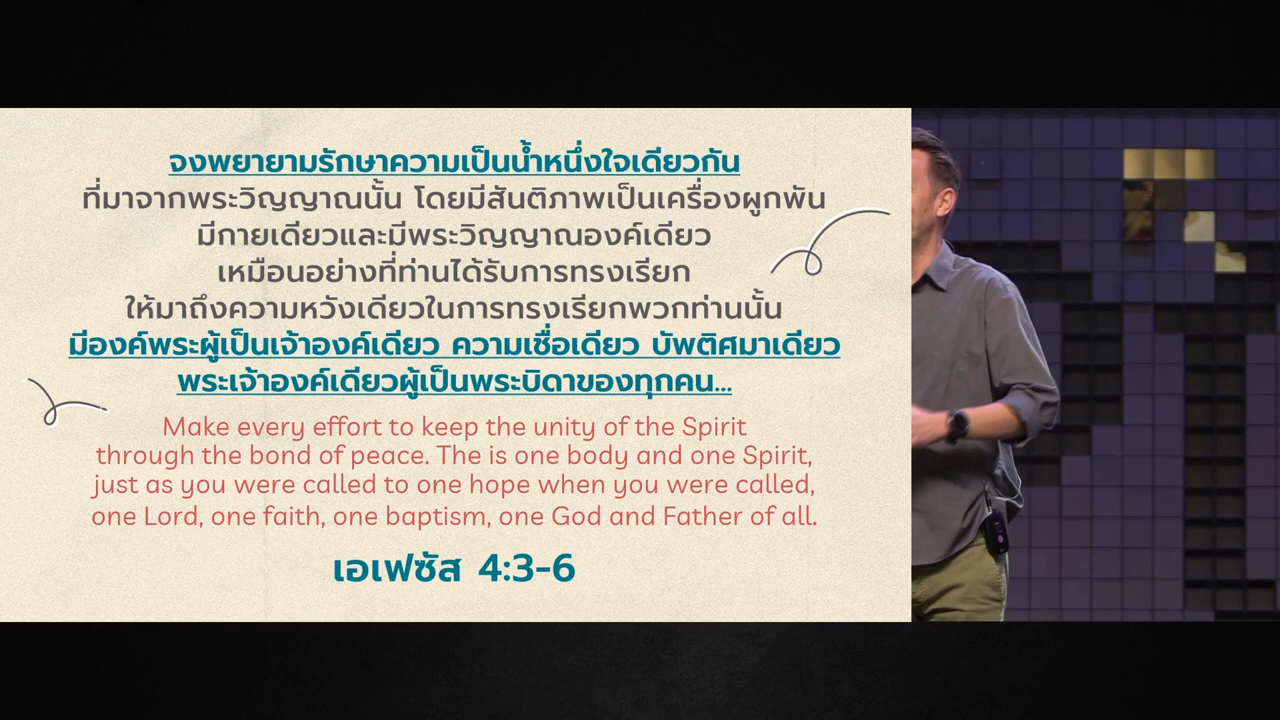 จงพยายามรักษาความเป็นน้ำหนึ่งใจเดียวกัน
ที่มาจากพระวิญญาณนั้น โดยมีสันติภาพเป็นเครื่องผูกพัน
มีกายเดียวและมีพระวิญญาณองค์เดียว
เหมือนอย่างที่ท่านได้รับการทรงเรียก
ให้มาถึงความหวังเดียวในการทรงเรียกพวกท่านนั้น
มีองค์พระผู้เป็นเจ้าองค์เดียว ความเชื่อเดียว บัพติศมาเดียว
พระเจ้าองค์เดียวผู้เป็นพระบิดาของทุกคน...
Make every effort to keep the unity of the Spirit
through the bond of peace. The is one body and one Spirit,
just as you were called to one hope when you were called,
one Lord, one faith, one baptism, one God and Father of all.
เอเฟซัส 4:3-6